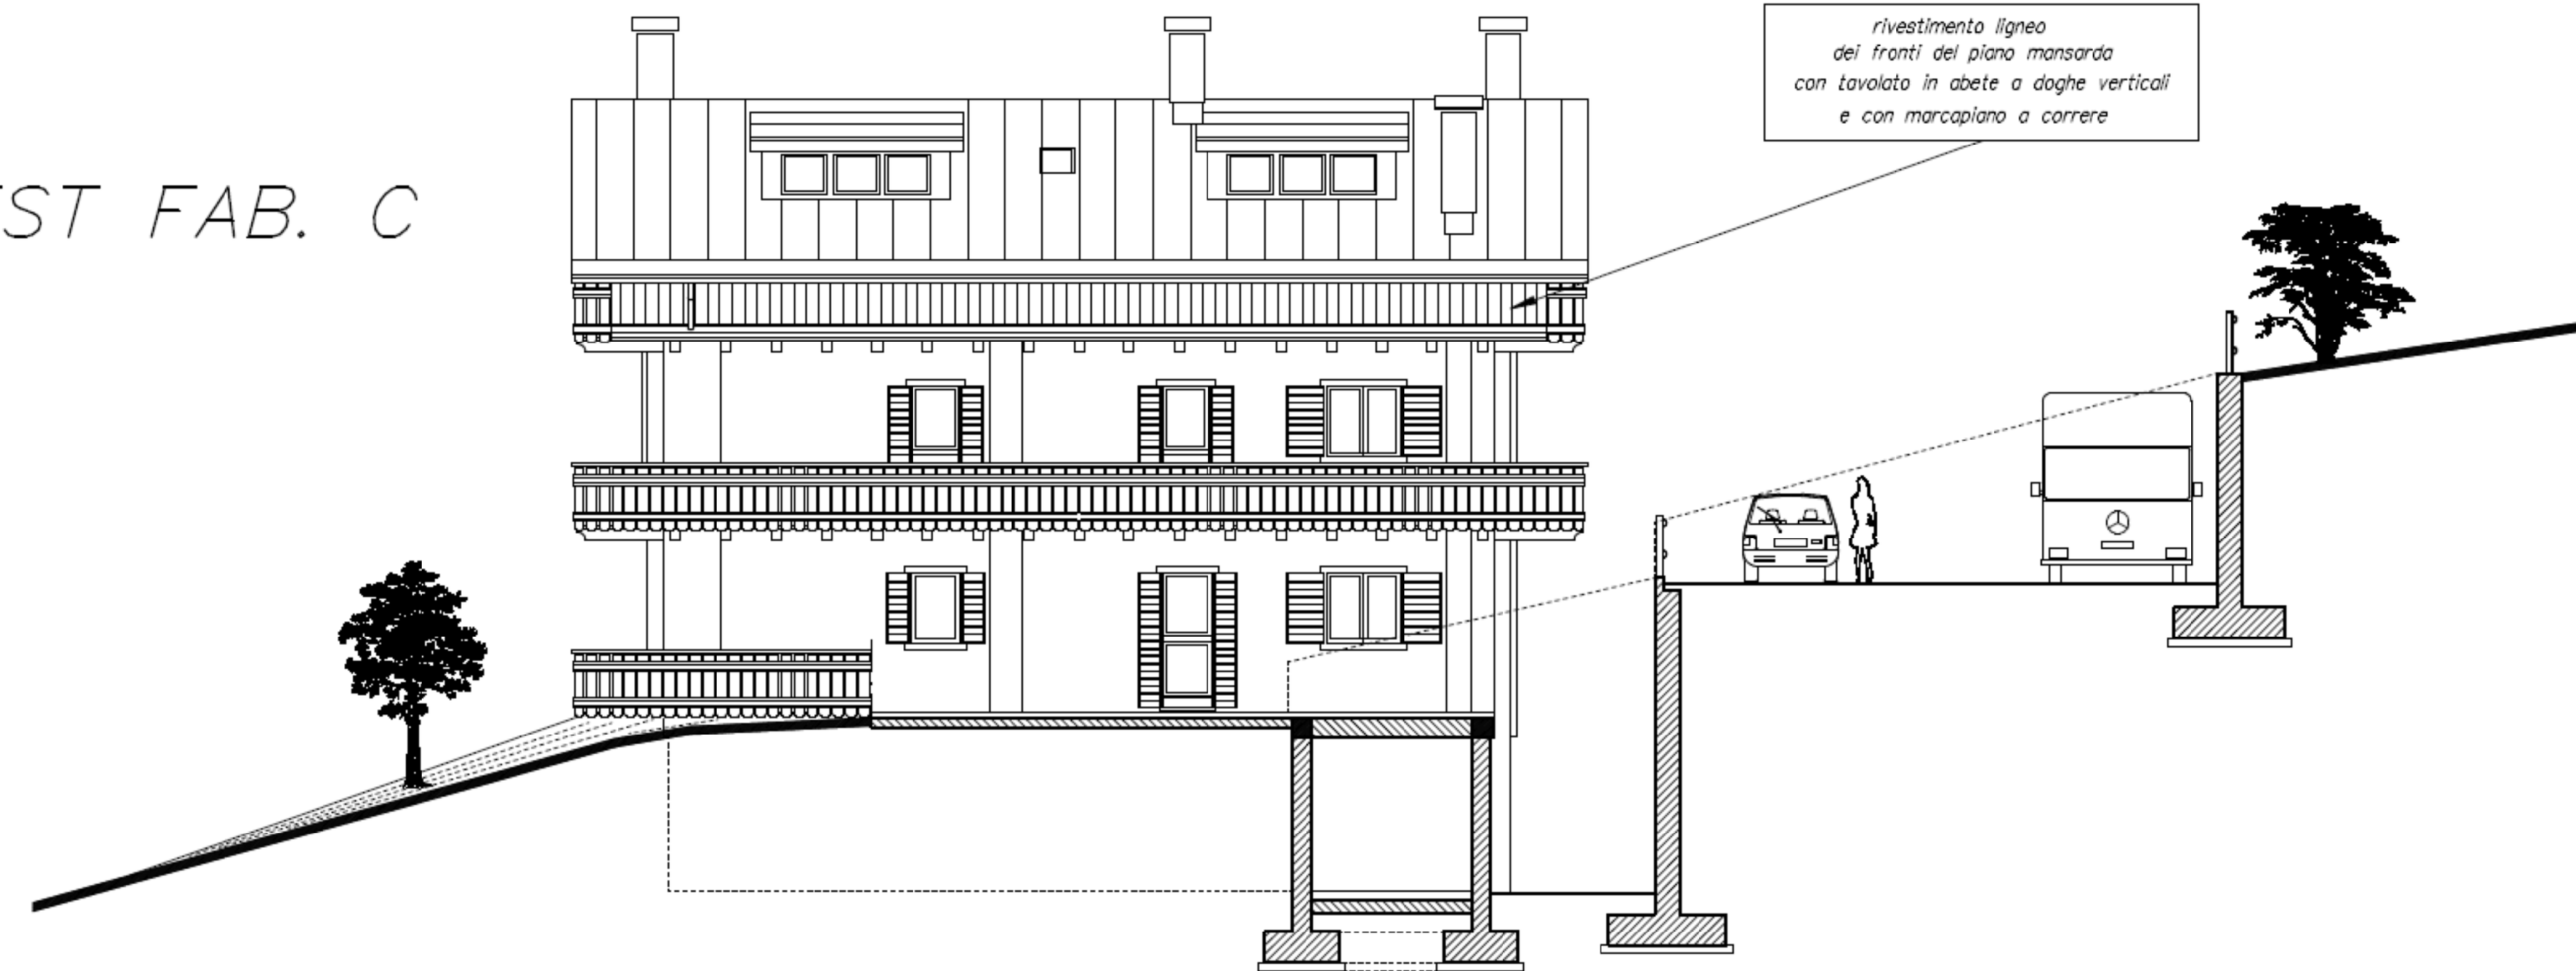 rivestimento ligneo
dei fronti del piano mansarda
con tavolato in abete a doghe verticali
e con marcapiano a correre
ST FAB. C